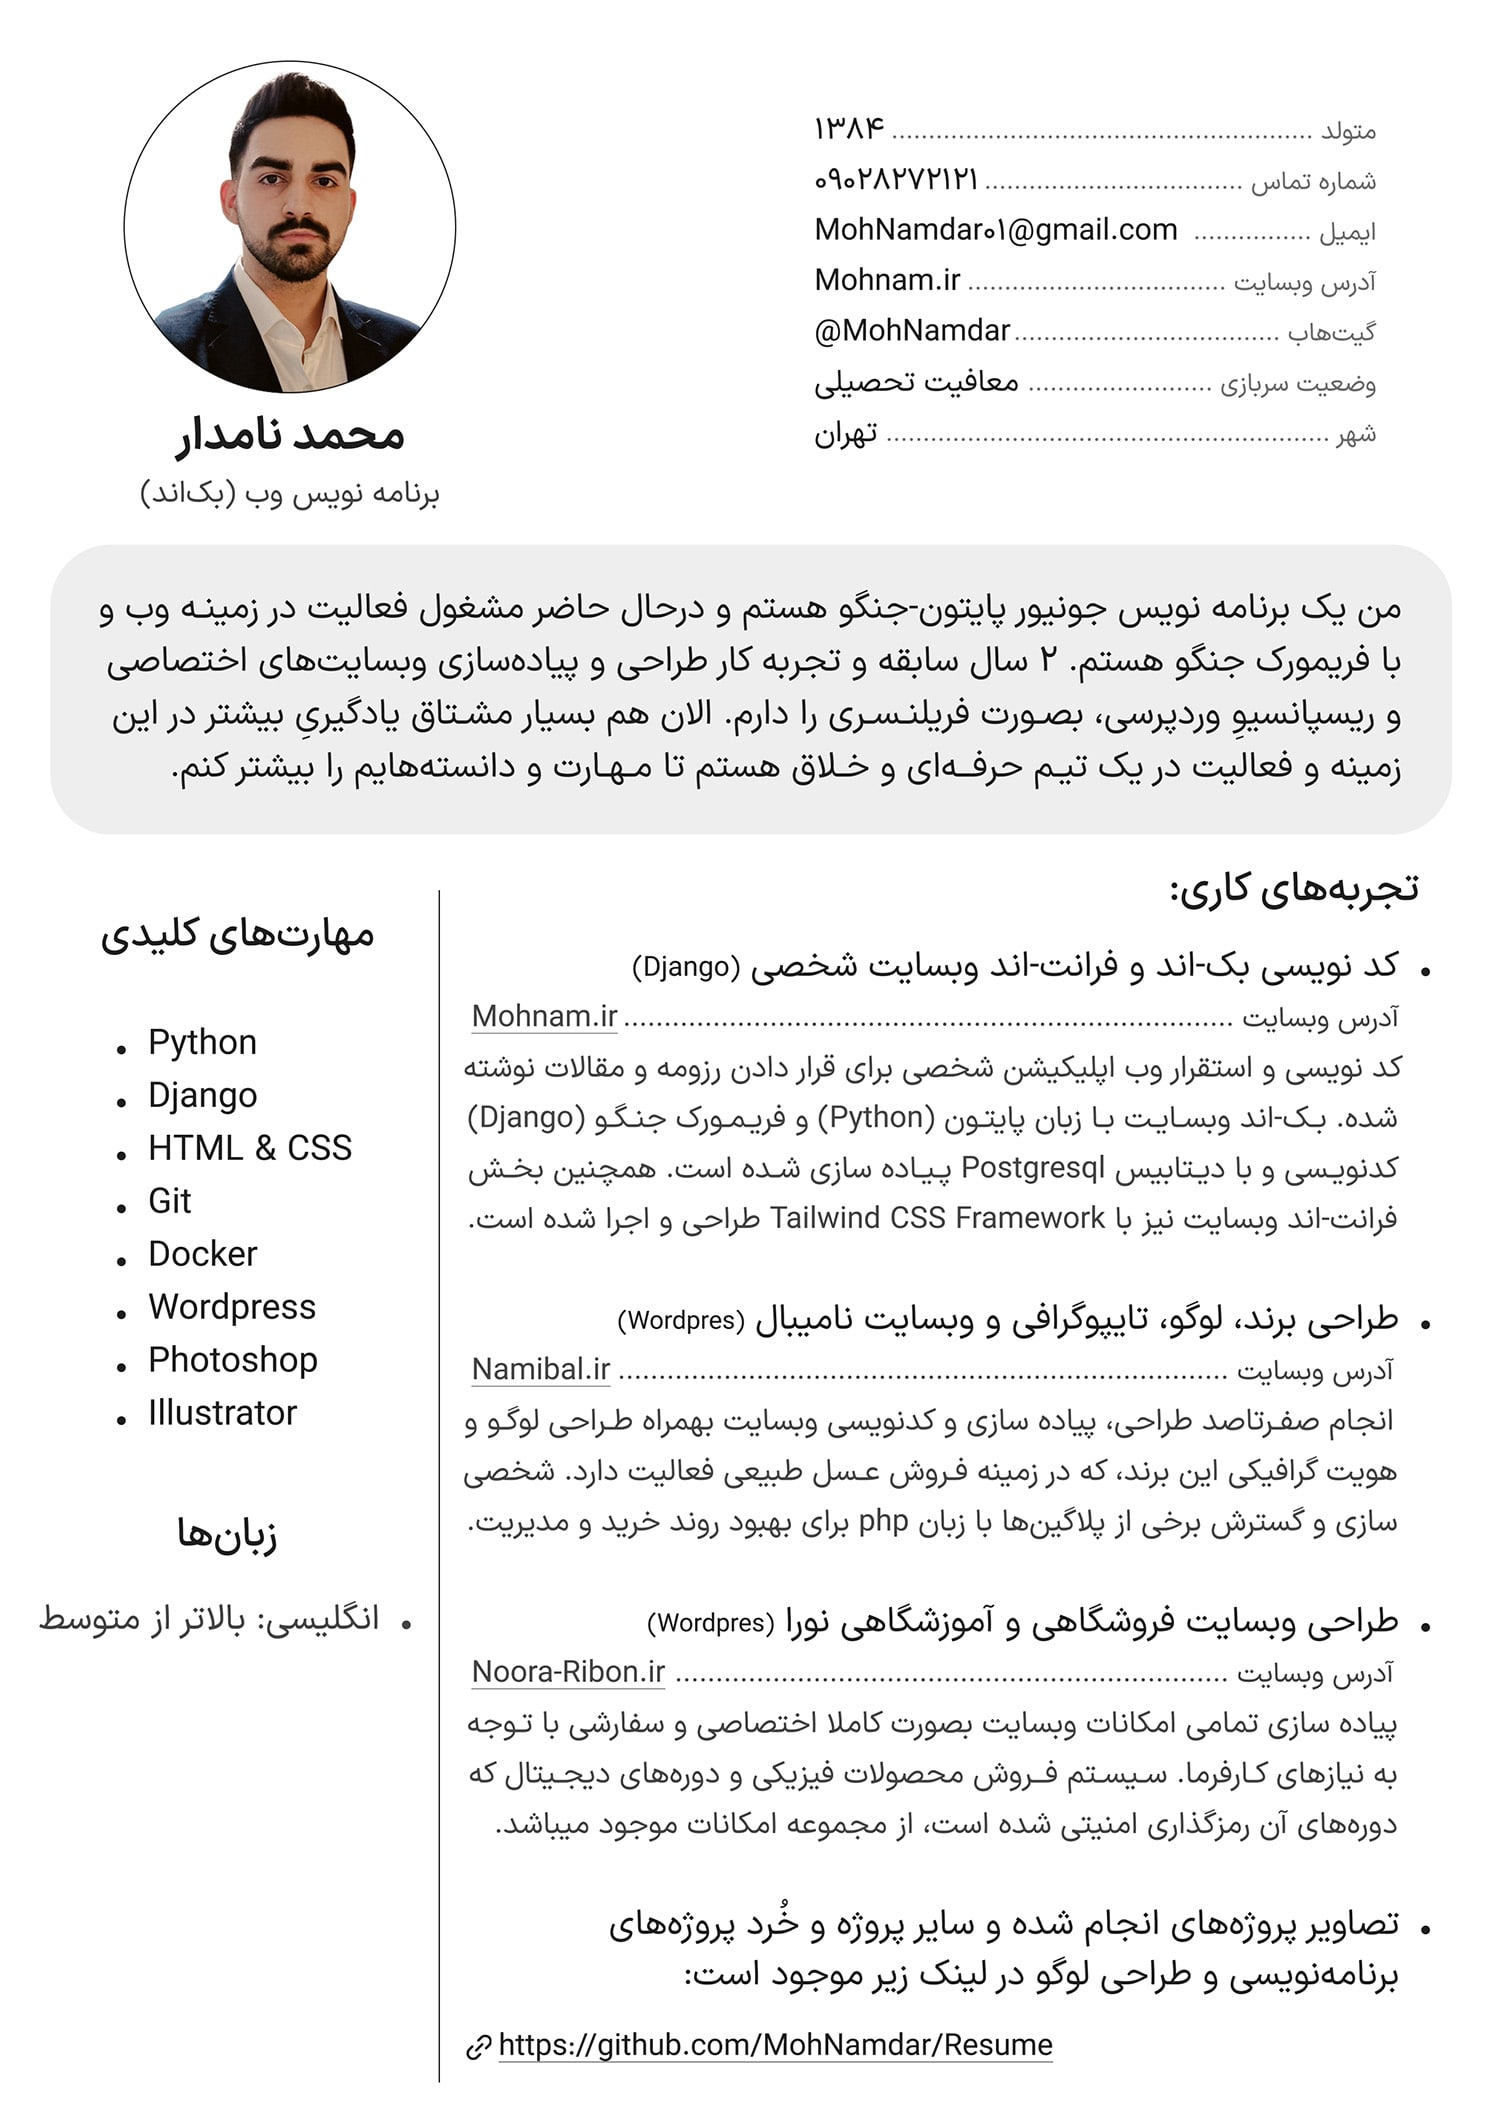 متولد ........ ۱۳۸۴
شماره تماس ........ ۰۹۰۲۸۲۷۲۱۲۱
ایمیل ........ MohNamdar۰۱@gmail.com
آدرس وبسایت ........ Mohnam.ir
گیت‌هاب ........ @MohNamdar
وضعیت سربازی ........ معافیت تحصیلی
شهر ........ تهران
محمد نامدار
برنامه نویس وب (بک‌اند)
من یک برنامه نویس جونیور پایتون-جنگو هستم و درحال حاضر مشغول فعالیت در زمینه وب و
با فریمورک جنگو هستم. ۲ سال سابقه و تجربه کار طراحی و پیاده‌سازی وبسایت‌های اختصاصی
و ریسپانسیوِ وردپرسی، بصورت فریلنسری را دارم. الان هم بسیار مشتاق یادگیریِ بیشتر در این
زمینه و فعالیت در یک تیم حرفه‌ای و خلاق هستم تا مهارت و دانسته‌هایم را بیشتر کنم.
تجربه‌های کاری:
• کد نویسی بک-اند و فرانت-اند وبسایت شخصی (Django)
آدرس وبسایت ........ Mohnam.ir
کد نویسی و استقرار وب اپلیکیشن شخصی برای قرار دادن رزومه و مقالات نوشته
شده. بک-اند وبسایت با زبان پایتون (Python) و فریمورک جنگو (Django)
کدنویسی و با دیتابیس Postgresql پیاده سازی شده است. همچنین بخش
فرانت-اند وبسایت نیز با Tailwind CSS Framework طراحی و اجرا شده است.
• طراحی برند، لوگو، تایپوگرافی و وبسایت نامیبال (Wordpres)
آدرس وبسایت ........ Namibal.ir
انجام صفرتاصد طراحی، پیاده سازی و کدنویسی وبسایت بهمراه طراحی لوگو و
هویت گرافیکی این برند، که در زمینه فروش عسل طبیعی فعالیت دارد. شخصی
سازی و گسترش برخی از پلاگین‌ها با زبان php برای بهبود روند خرید و مدیریت.
• طراحی وبسایت فروشگاهی و آموزشگاهی نورا (Wordpres)
آدرس وبسایت ........ Noora-Ribon.ir
پیاده سازی تمامی امکانات وبسایت بصورت کاملا اختصاصی و سفارشی با توجه
به نیازهای کارفرما. سیستم فروش محصولات فیزیکی و دوره‌های دیجیتال که
دوره‌های آن رمزگذاری امنیتی شده است، از مجموعه امکانات موجود میباشد.
• تصاویر پروژه‌های انجام شده و سایر پروژه و خُرد پروژه‌های
برنامه‌نویسی و طراحی لوگو در لینک زیر موجود است:
https://github.com/MohNamdar/Resume
مهارت‌های کلیدی
• Python
• Django
• HTML & CSS
• Git
• Docker
• Wordpress
• Photoshop
• Illustrator
زبان‌ها
• انگلیسی: بالاتر از متوسط